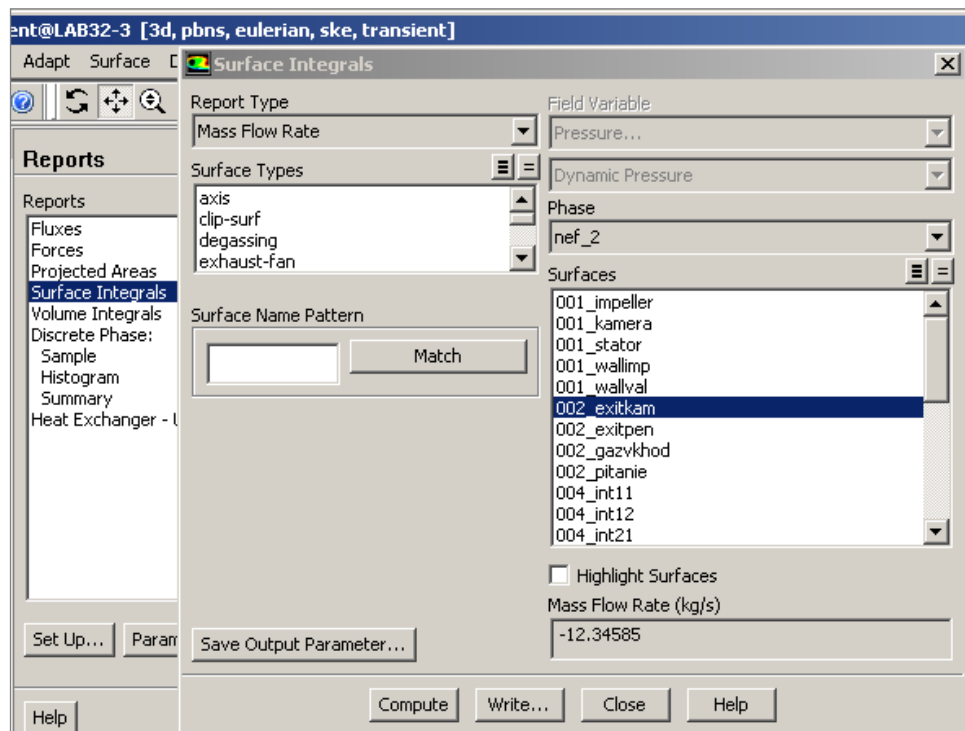 ent@LAB32-3 [3d, pbns, eulerian, ske, transient]
Adapt Surface D
Reports
Reports
Fluxes
Forces
Projected Areas
Surface Integrals
Volume Integrals
Discrete Phase:
Sample
Histogram
Summary
Heat Exchanger - U
Set Up... Param
Help
Surface Integrals
Report Type
Mass Flow Rate
Surface Types
axis
clip-surf
degassing
exhaust-fan
Surface Name Pattern
Match
Save Output Parameter...
Field Variable
Pressure...
Dynamic Pressure
Phase
nef_2
Surfaces
001_impeller
001_kamera
001_stator
001_wallimp
001_wallval
002_exitkam
002_exitpen
002_gazvkhod
002_pitanie
004_int11
004_int12
004_int21
Highlight Surfaces
Mass Flow Rate (kg/s)
-12.34585
Compute Write... Close Help